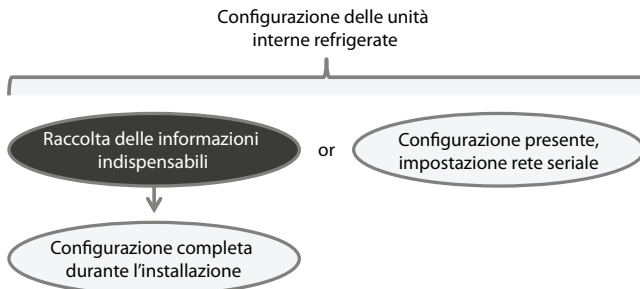 Configurazione delle unità
interne refrigerate
Raccolta delle informazioni
indispensabili
or
Configurazione presente,
impostazione rete seriale
Configurazione completa
durante l'installazione